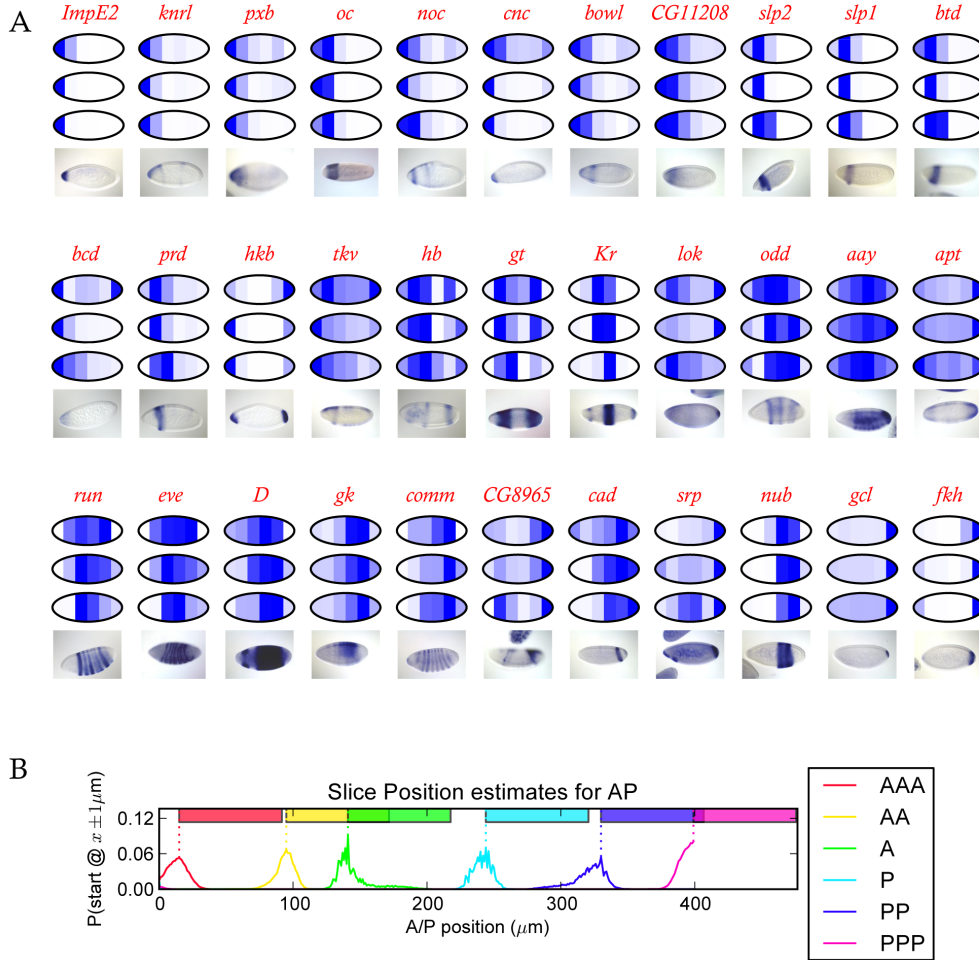 A
ImpE2 knrl pxb oc noc cnc bowl CG11208 slp2 slp1 btd
bcd prd hkb tkv hb gt Kr lok odd aay apt
run eve D gk comm CG8965 cad srp nub gcl fkh
B
Slice Position estimates for AP
P(start @ x ±1μm)
0.12
0.06
0.00
0 100 200 300 400
A/P position (μm)
AAA
AA
A
P
PP
PPP